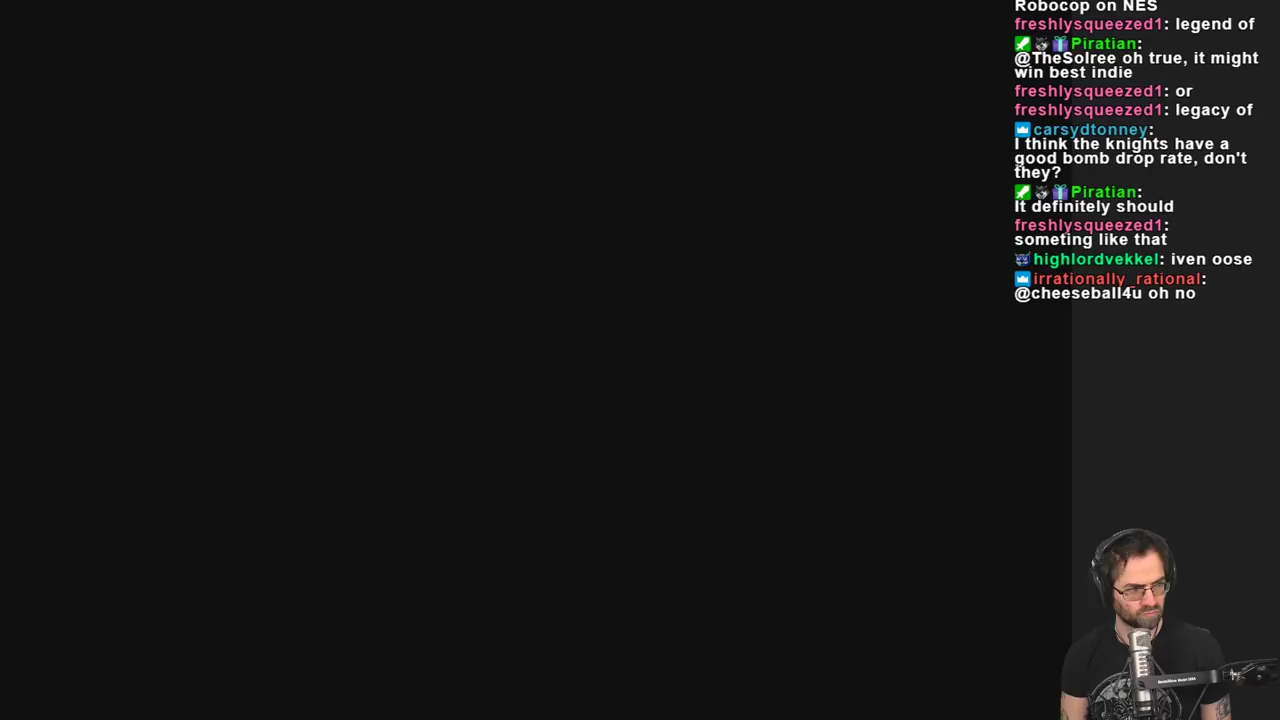 Robocop on NES
freshlysqueezed1: legend of
Piratian:
@TheSolree oh true, it might
win best indie
freshlysqueezed1: or
freshlysqueezed1: legacy of
carsydtonney:
I think the knights have a
good bomb drop rate, don't
they?
Piratian:
It definitely should
freshlysqueezed1:
someting like that
highlordvekkel: iven oose
irrationally_rational:
@cheeseball4u oh no